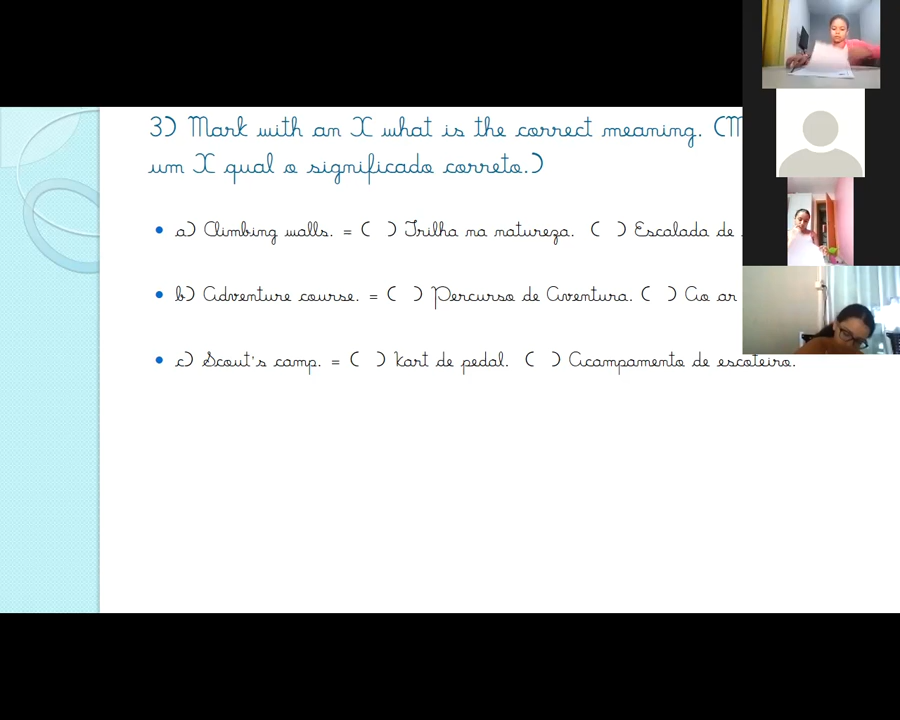 3) Mark with an X what is the correct meaning. (M
um X qual o significado correto.)
a) Climbing walls. = ( ) Trilha na natureza. ( ) Escalada de
b) Adventure course. = ( ) Percurso de Aventura. ( ) Ao ar
c) Scout's camp. = ( ) Kart de pedal. ( ) Acampamento de escoteiro.